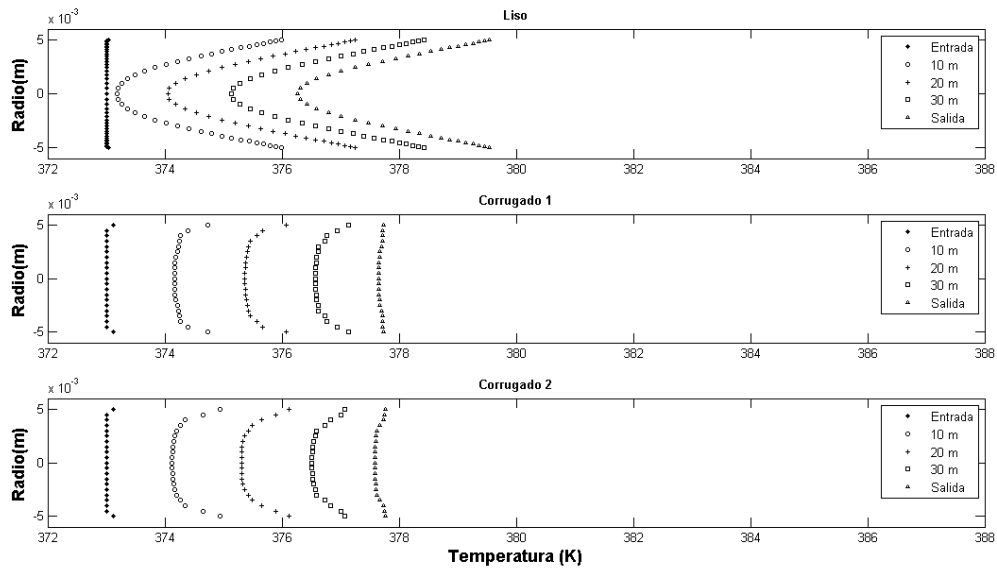 Liso
x 10-3
5
0
-5
Radio(m)
372
374
376
378
380
382
384
386
388
Entrada
10 m
20 m
30 m
Salida
Corrugado 1
x 10-3
5
0
-5
Radio(m)
372
374
376
378
380
382
384
386
388
Entrada
10 m
20 m
30 m
Salida
Corrugado 2
x 10-3
5
0
-5
Radio(m)
372
374
376
378
380
382
384
386
388
Entrada
10 m
20 m
30 m
Salida
Temperatura (K)